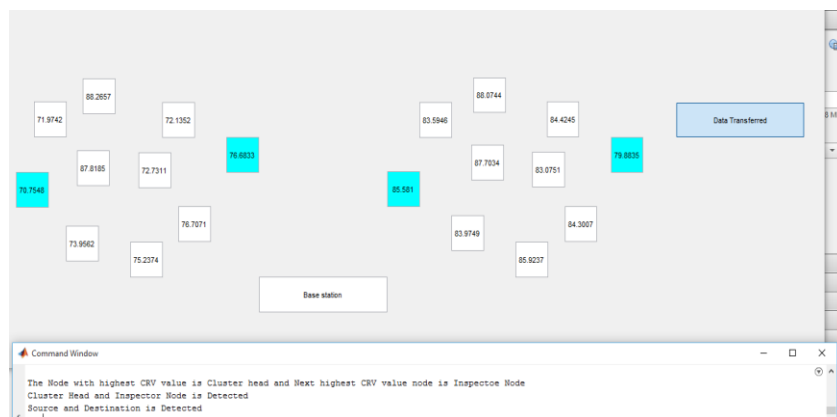 88.2657
88.0744
71.9742
72.1352
83.5946
84.4245
Data Transferred
8 M
76.6833
79.8835
87.8185
72.7311
87.7034
83.0751
70.7548
85.581
76.7071
84.3007
73.9562
83.9749
75.2374
85.9237
Base station
Command Window
The Node with highest CRV value is Cluster head and Next highest CRV value node is Inspectoe Node
Cluster Head and Inspector Node is Detected
Source and Destination is Detected